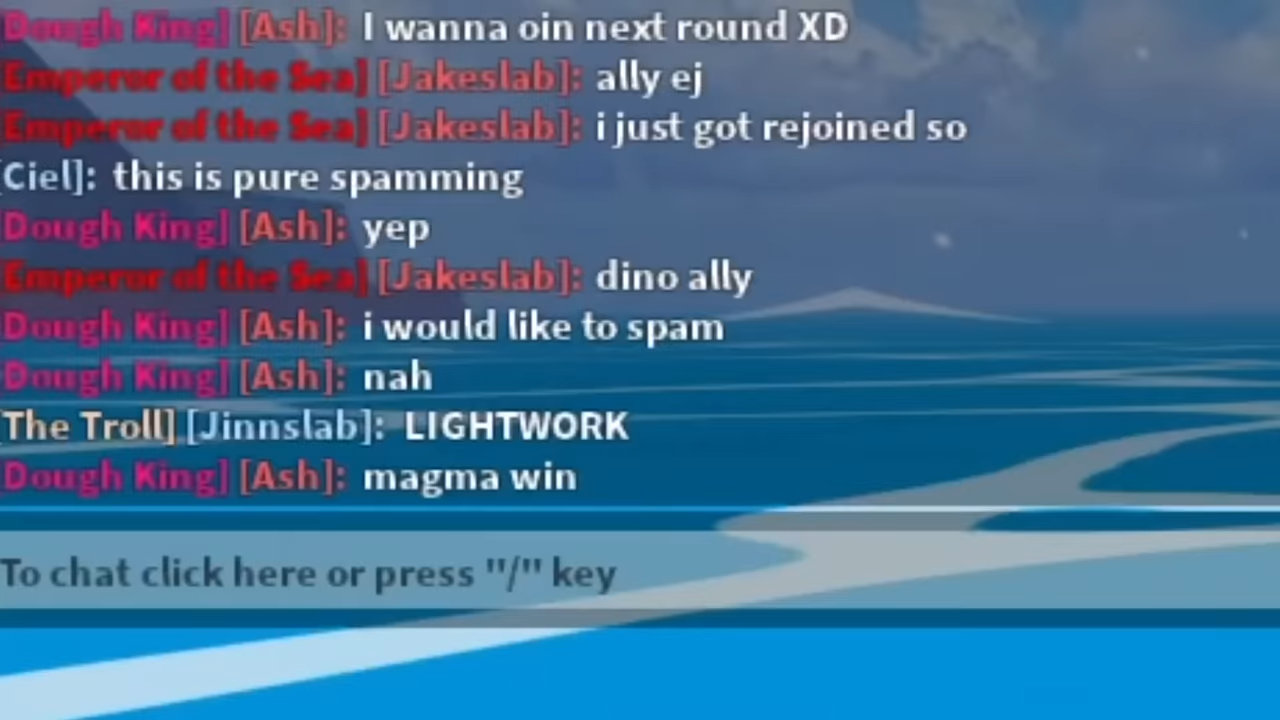 [Dough King] [Ash]: I wanna oin next round XD
[Emperor of the Sea] [Jakeslab]: ally ej
[Emperor of the Sea] [Jakeslab]: i just got rejoined so
[Ciel]: this is pure spamming
[Dough King] [Ash]: yep
[Emperor of the Sea] [Jakeslab]: dino ally
[Dough King] [Ash]: i would like to spam
[Dough King] [Ash]: nah
[The Troll] [Jinnslab]: LIGHTWORK
[Dough King] [Ash]: magma win
To chat click here or press "/" key